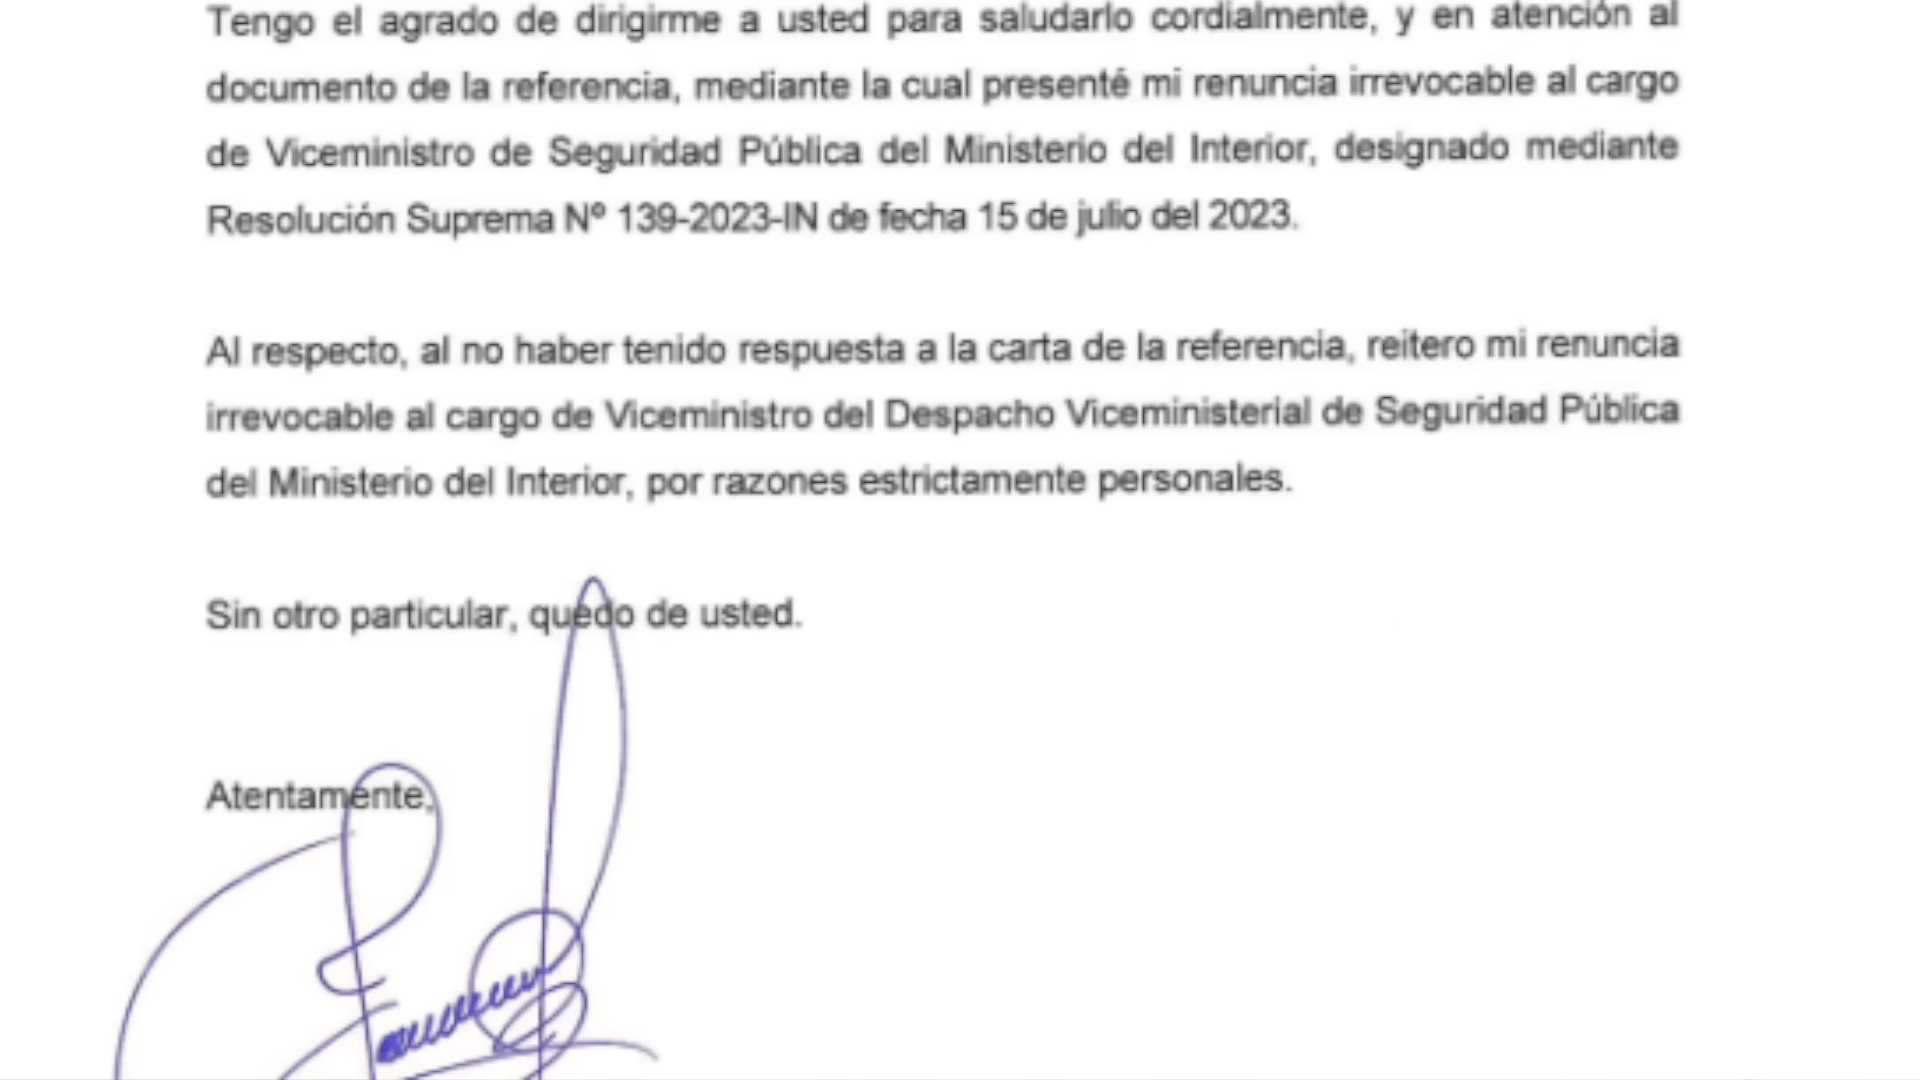 Tengo el agrado de dirigirme a usted para saludarlo cordialmente, y en atención al
documento de la referencia, mediante la cual presenté mi renuncia irrevocable al cargo
de Viceministro de Seguridad Pública del Ministerio del Interior, designado mediante
Resolución Suprema Nº 139-2023-IN de fecha 15 de julio del 2023.
Al respecto, al no haber tenido respuesta a la carta de la referencia, reitero mi renuncia
irrevocable al cargo de Viceministro del Despacho Viceministerial de Seguridad Pública
del Ministerio del Interior, por razones estrictamente personales.
Sin otro particular, quedo de usted.
Atentamente,